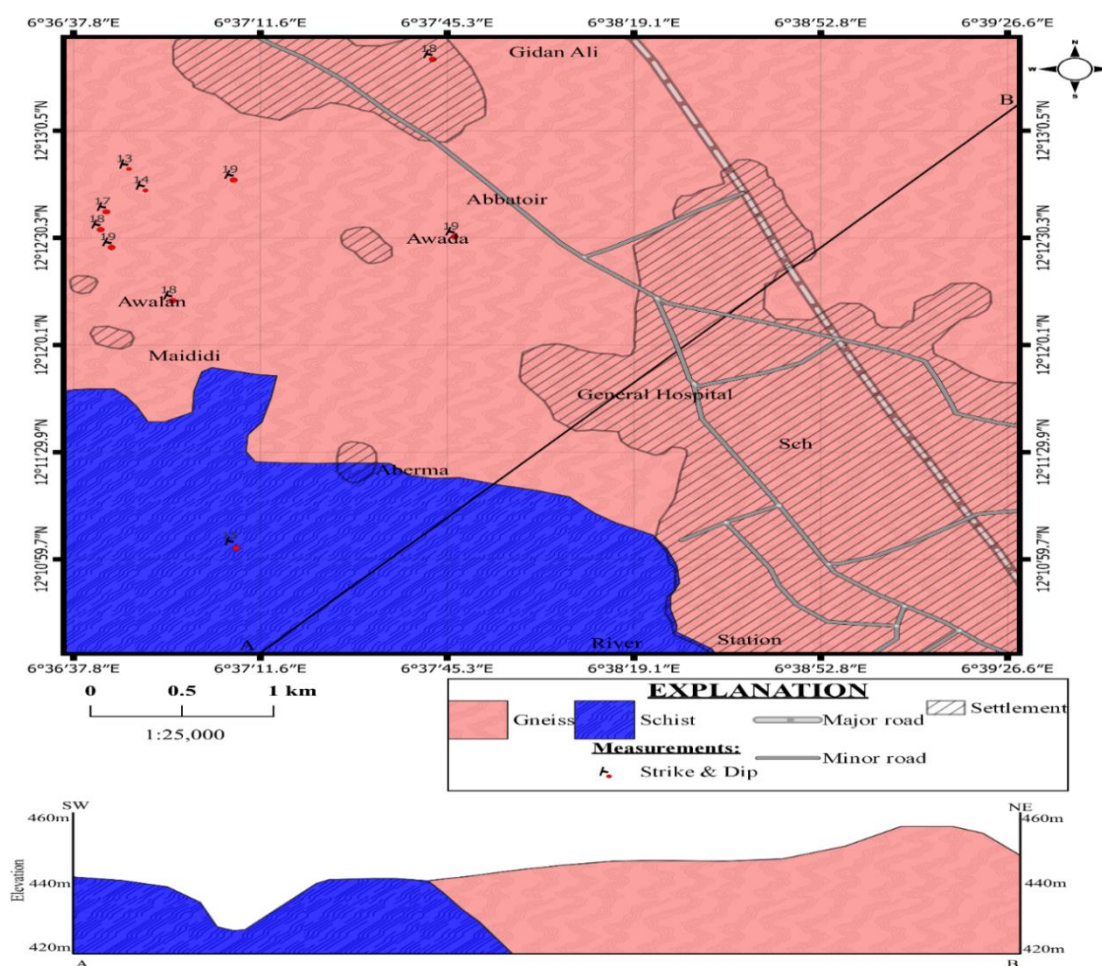 6°36'37.8"E 6°37'11.6"E 6°37'45.3"E 6°38'19.1"E 6°38'52.8"E 6°39'26.6"E
18
Gidan Ali
N
W
E
S
B
12°13'0.5"N
12°13'0.5"N
13
14
19
17
18
19
Abbatoir
19
Awada
12°12'30.3"N
12°12'30.3"N
18
Awalan
Maididi
12°12'0.1"N
12°12'0.1"N
General Hospital
Sch
12°11'29.9"N
12°11'29.9"N
Aberma
12°10'59.7"N
12°10'59.7"N
A
River
Station
6°36'37.8"E 6°37'11.6"E 6°37'45.3"E 6°38'19.1"E 6°38'52.8"E 6°39'26.6"E
0 0.5 1 km
1:25,000
EXPLANATION
Gneiss Schist Major road Settlement
Measurements:
Strike & Dip
Minor road
SW NE
460m 460m
Elevation
440m 440m
420m 420m
A B